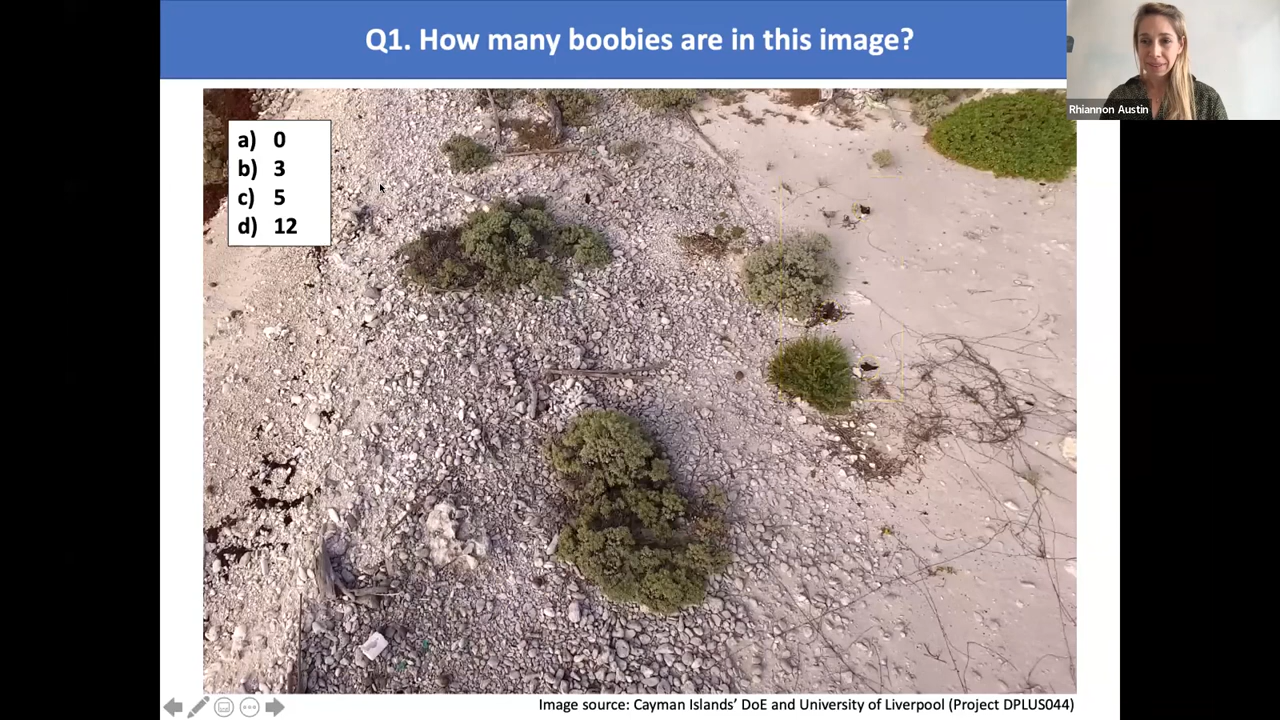 Q1. How many boobies are in this image?
Rhiannon Austin
a) 0
b) 3
c) 5
d) 12
Image source: Cayman Islands' DoE and University of Liverpool (Project DPLUS044)